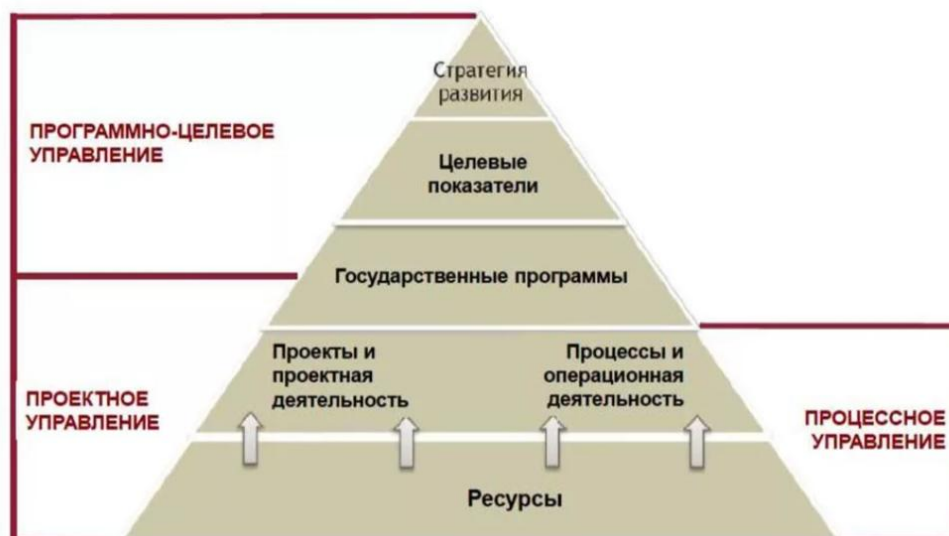 Стратегия
развития
ПРОГРАММНО-ЦЕЛЕВОЕ
УПРАВЛЕНИЕ
Целевые
показатели
Государственные программы
Проекты и
проектная
деятельность
Процессы и
операционная
деятельность
ПРОЕКТНОЕ
УПРАВЛЕНИЕ
ПРОЦЕССНОЕ
УПРАВЛЕНИЕ
Ресурсы